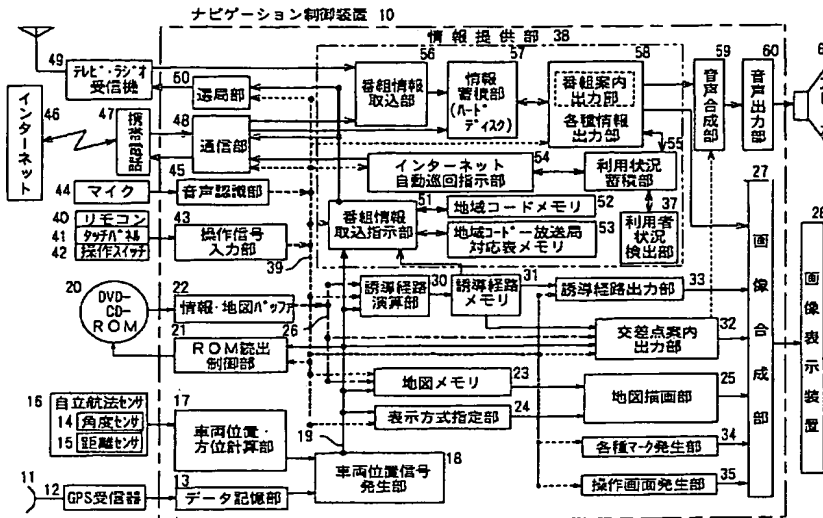 ナビゲーション制御装置 10
情報提供部 38
49
テレビ・ラジオ
受信機
50
選局部
56
番組情報
取込部
57
情報
蓄積部
(ハード
ディスク)
58
番組案内
出力部
各種情報
出力部
59
音声合成部
60
音声出力部
6
46
インターネット
47
携帯電話
48
通信部
54
インターネット
自動巡回指示部
55
利用状況
蓄積部
27
画像合成部
28
画像表示装置
45
44
マイク
音声認識部
51
番組情報
取込指示部
地域コードメモリ
52
地域コード-放送局
対応表メモリ
53
37
利用者
状況
検出部
40
リモコン
41
タッチパネル
42
操作スイッチ
43
操作信号
入力部
39
20
DVD-
CD-
ROM
22
情報・地図バッファ
26
21
ROM読出
制御部
30
誘導経路
演算部
31
誘導経路
メモリ
33
誘導経路出力部
32
交差点案内
出力部
23
地図メモリ
24
表示方式指定部
25
地図描画部
16
自立航法センサ
14
角度センサ
15
距離センサ
17
車両位置・
方位計算部
19
18
車両位置信号
発生部
34
各種マーク発生部
35
操作画面発生部
11
12
GPS受信器
13
データ記憶部